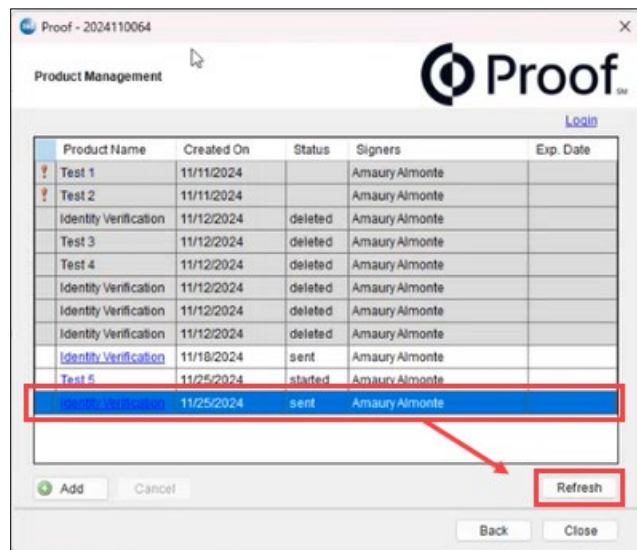 Proof - 2024110064
Product Management
Proof. SM
Login
Product Name Created On Status Signers Exp. Date
Test 1 11/11/2024 Amaury Almonte
Test 2 11/11/2024 Amaury Almonte
Identity Verification 11/12/2024 deleted Amaury Almonte
Test 3 11/12/2024 deleted Amaury Almonte
Test 4 11/12/2024 deleted Amaury Almonte
Identity Verification 11/12/2024 deleted Amaury Almonte
Identity Verification 11/12/2024 deleted Amaury Almonte
Identity Verification 11/12/2024 deleted Amaury Almonte
Identity Verification 11/18/2024 sent Amaury Almonte
Test 5 11/25/2024 started Amaury Almonte
Identity Verification 11/25/2024 sent Amaury Almonte
Add Cancel Refresh
Back Close